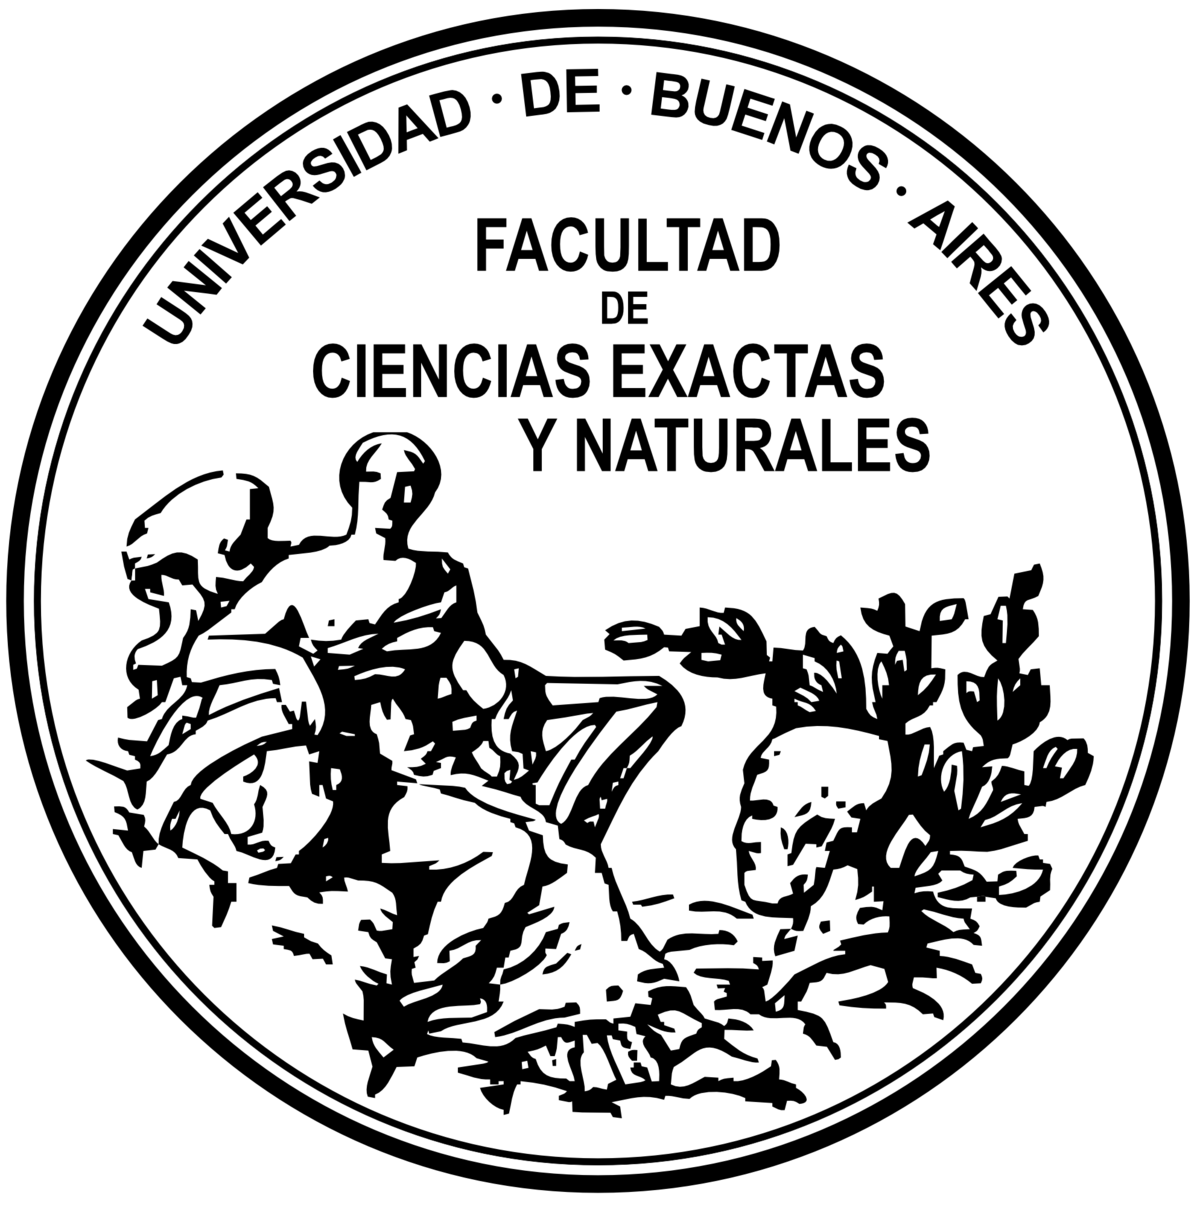 UNIVERSIDAD · DE · BUENOS · AIRES
FACULTAD
DE
CIENCIAS EXACTAS
Y NATURALES